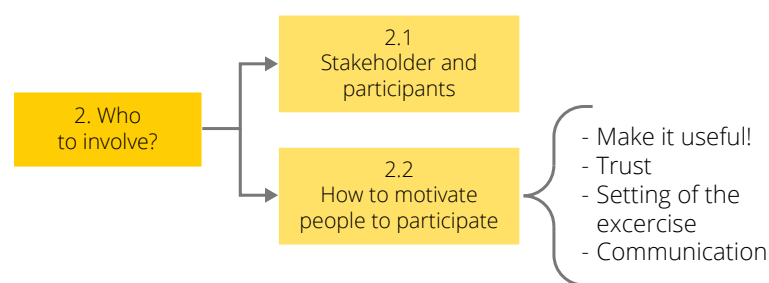 2. Who
to involve?
2.1
Stakeholder and
participants
2.2
How to motivate
people to participate
- Make it useful!
- Trust
- Setting of the
excercise
- Communication